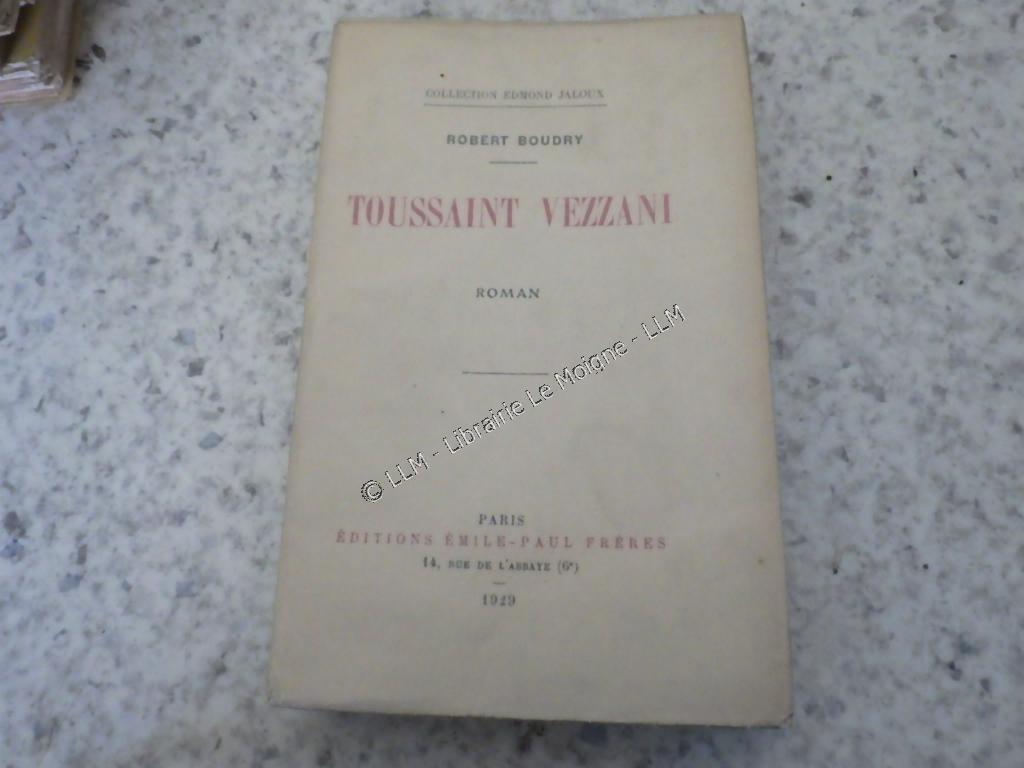 COLLECTION EDMOND JALOUX
ROBERT BOUDRY
TOUSSAINT VEZZANI
ROMAN
© LLM - Librairie Le Moigne - LLM
PARIS
ÉDITIONS ÉMILE-PAUL FRÈRES
14, RUE DE L'ABBAYE (6e)
1929